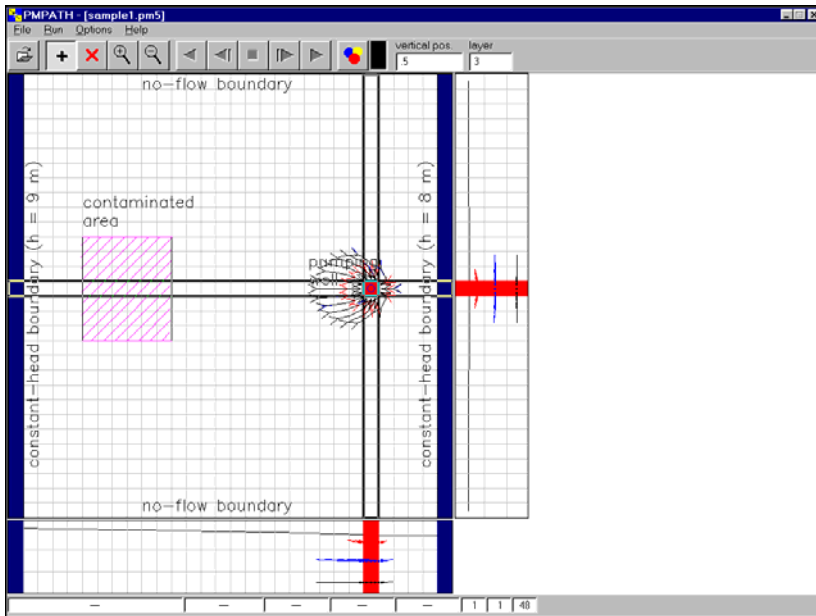 PMPATH - [sample1.pm5]
File Run Options Help
vertical pos. layer
.5 3
no-flow boundary
constant-head boundary (h = 9 m)
contaminated
area
pumping
constant-head boundary (h = 8 m)
no-flow boundary
1 1 48